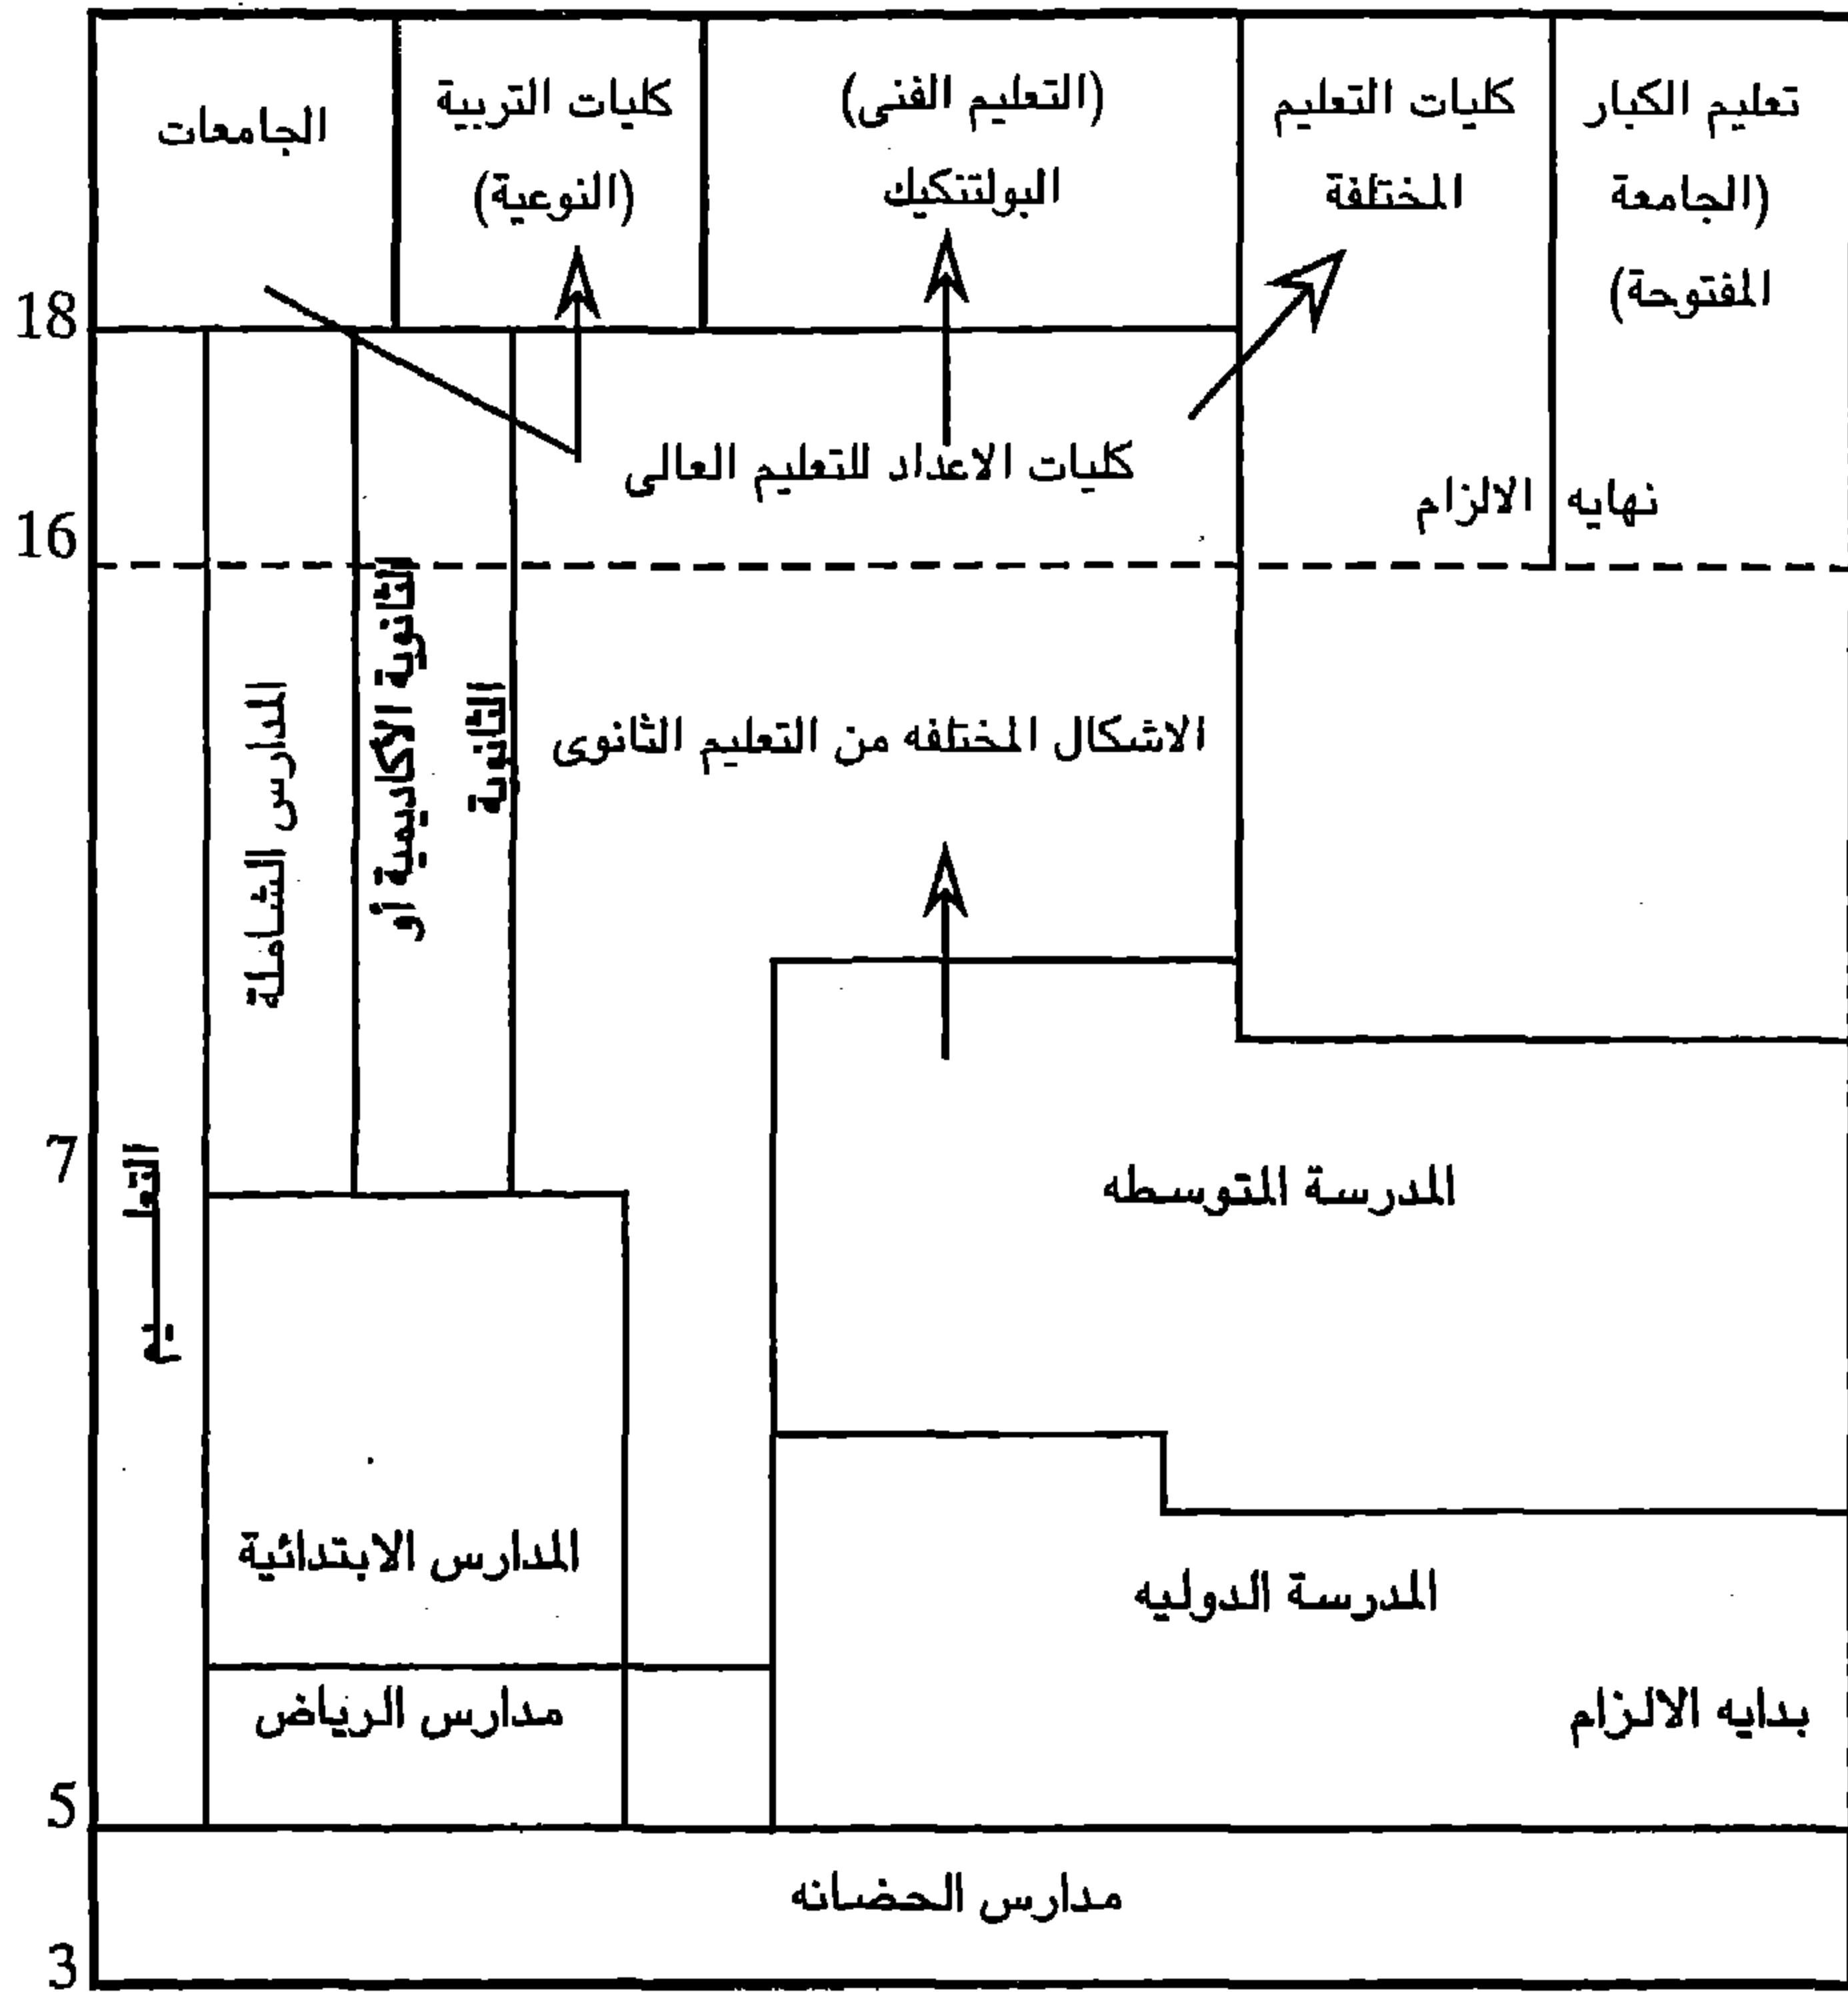 تعليم الكبار
(الجامعة
المفتوحة)
كليات التعليم
المختلفة
(التعليم الفنى)
البولتتكيك
كليات التربية
(النوعية)
الجامعات
18
كليات الاعداد للتعليم العالى
نهايه الالزام
16
الاشكال المختلفه من التعليم الثانوى
الثانوية
الثانوية الاكاديمية أو
المدارس الشاملة
7
المدرسة المتوسطه
المدارس الابتدائية
المدرسة الدوليه
مدارس الرياض
بدايه الالزام
5
مدارس الحضانه
3